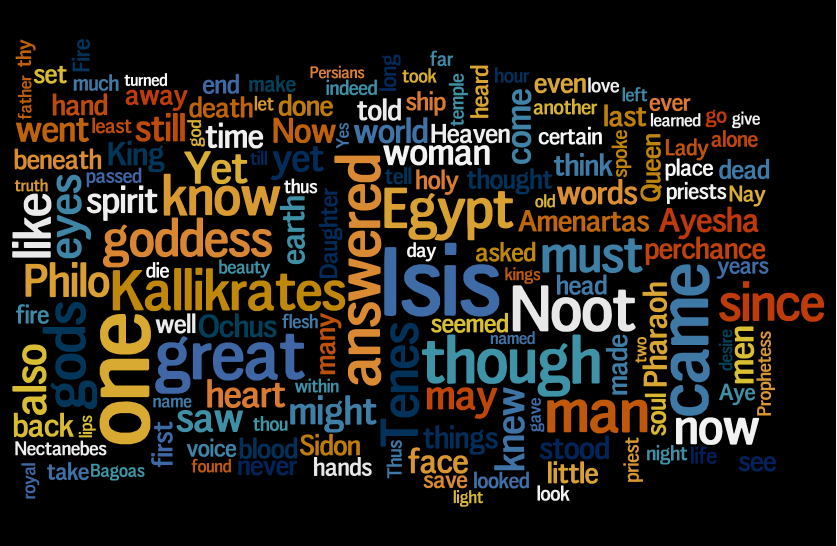 thy
Fire
father
set
much
turned
end
make
Persians
indeed
long
took
far
temple
heard
hour
even
love
left
hand
away
death
let
done
told
ship
come
another
last
ever
learned
go
give
went
least
still
god
time
Now
Yes
world
Heaven
certain
spoke
Queen
Lady
alone
beneath
King
Yet
till
yet
woman
think
place
dead
truth
passed
eyes
like
spirit
know
thus
answered
tell
holy
thought
old
words
priests
Nay
goddess
earth
Daughter
Egypt
Amenartas
Ayesha
Philo
die
beauty
Kallikrates
day
Isis
asked
kings
must
perchance
head
years
fire
gods
one
well
Ochus
flesh
many
Tenes
seemed
Noot
named
made
two
Pharaoh
came
since
desire
men
Prophetess
great
though
also
name
heart
within
may
knew
gave
man
soul
Aye
back
lips
first
saw
thou
might
things
stood
now
Nectanebes
voice
blood
Sidon
Thus
face
little
priest
night
life
see
royal
take
Bagoas
found
never
hands
save
looked
light
look